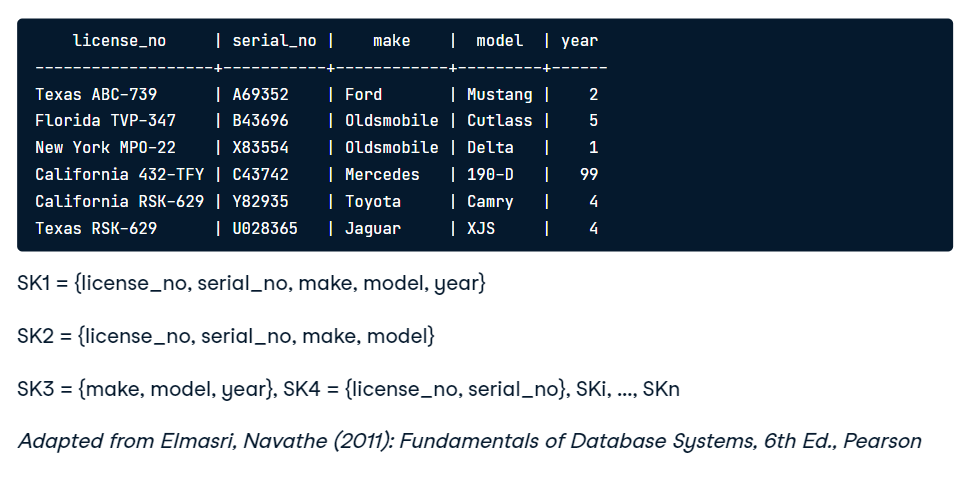 license_no | serial_no | make | model | year
-------------------+-----------+------------+---------+------
Texas ABC-739 | A69352 | Ford | Mustang | 2
Florida TVP-347 | B43696 | Oldsmobile | Cutlass | 5
New York MPO-22 | X83554 | Oldsmobile | Delta | 1
California 432-TFY | C43742 | Mercedes | 190-D | 99
California RSK-629 | Y82935 | Toyota | Camry | 4
Texas RSK-629 | U028365 | Jaguar | XJS | 4
SK1 = {license_no, serial_no, make, model, year}
SK2 = {license_no, serial_no, make, model}
SK3 = {make, model, year}, SK4 = {license_no, serial_no}, SKi, ..., SKn
Adapted from Elmasri, Navathe (2011): Fundamentals of Database Systems, 6th Ed., Pearson